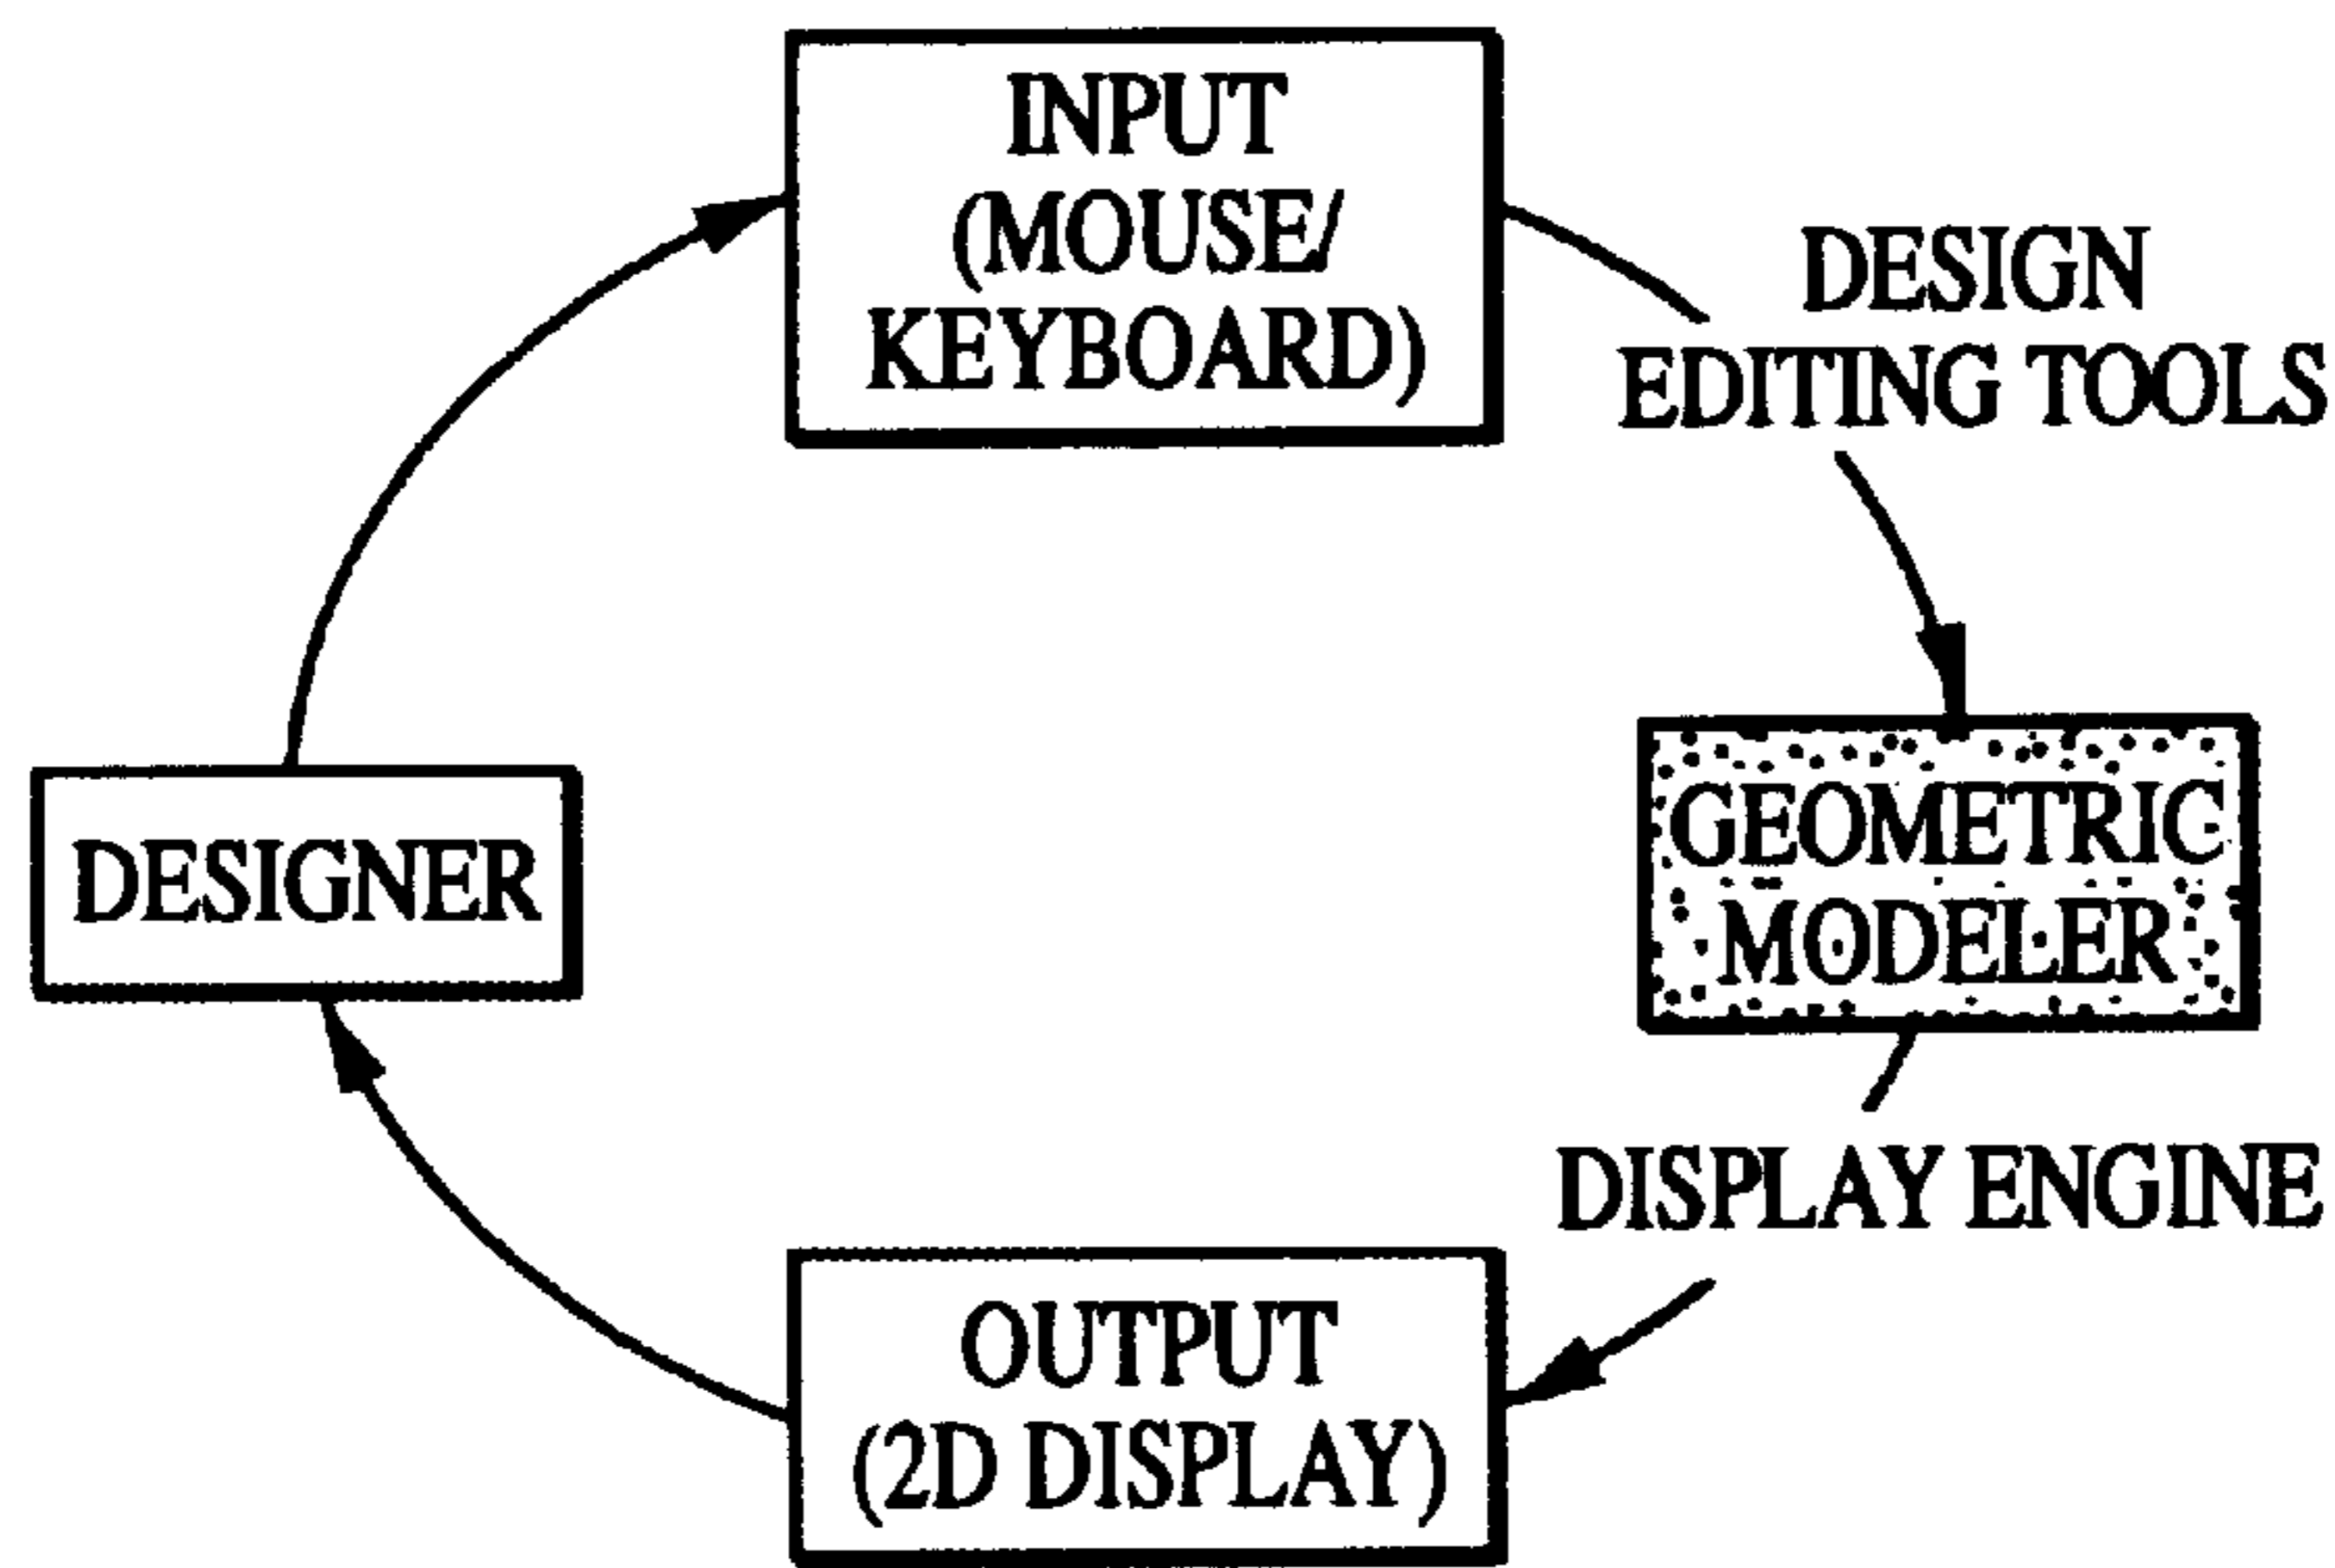 INPUT
(MOUSE/
KEYBOARD)
DESIGN
EDITING TOOLS
GEOMETRIC
MODELER
DISPLAY ENGINE
OUTPUT
(2D DISPLAY)
DESIGNER